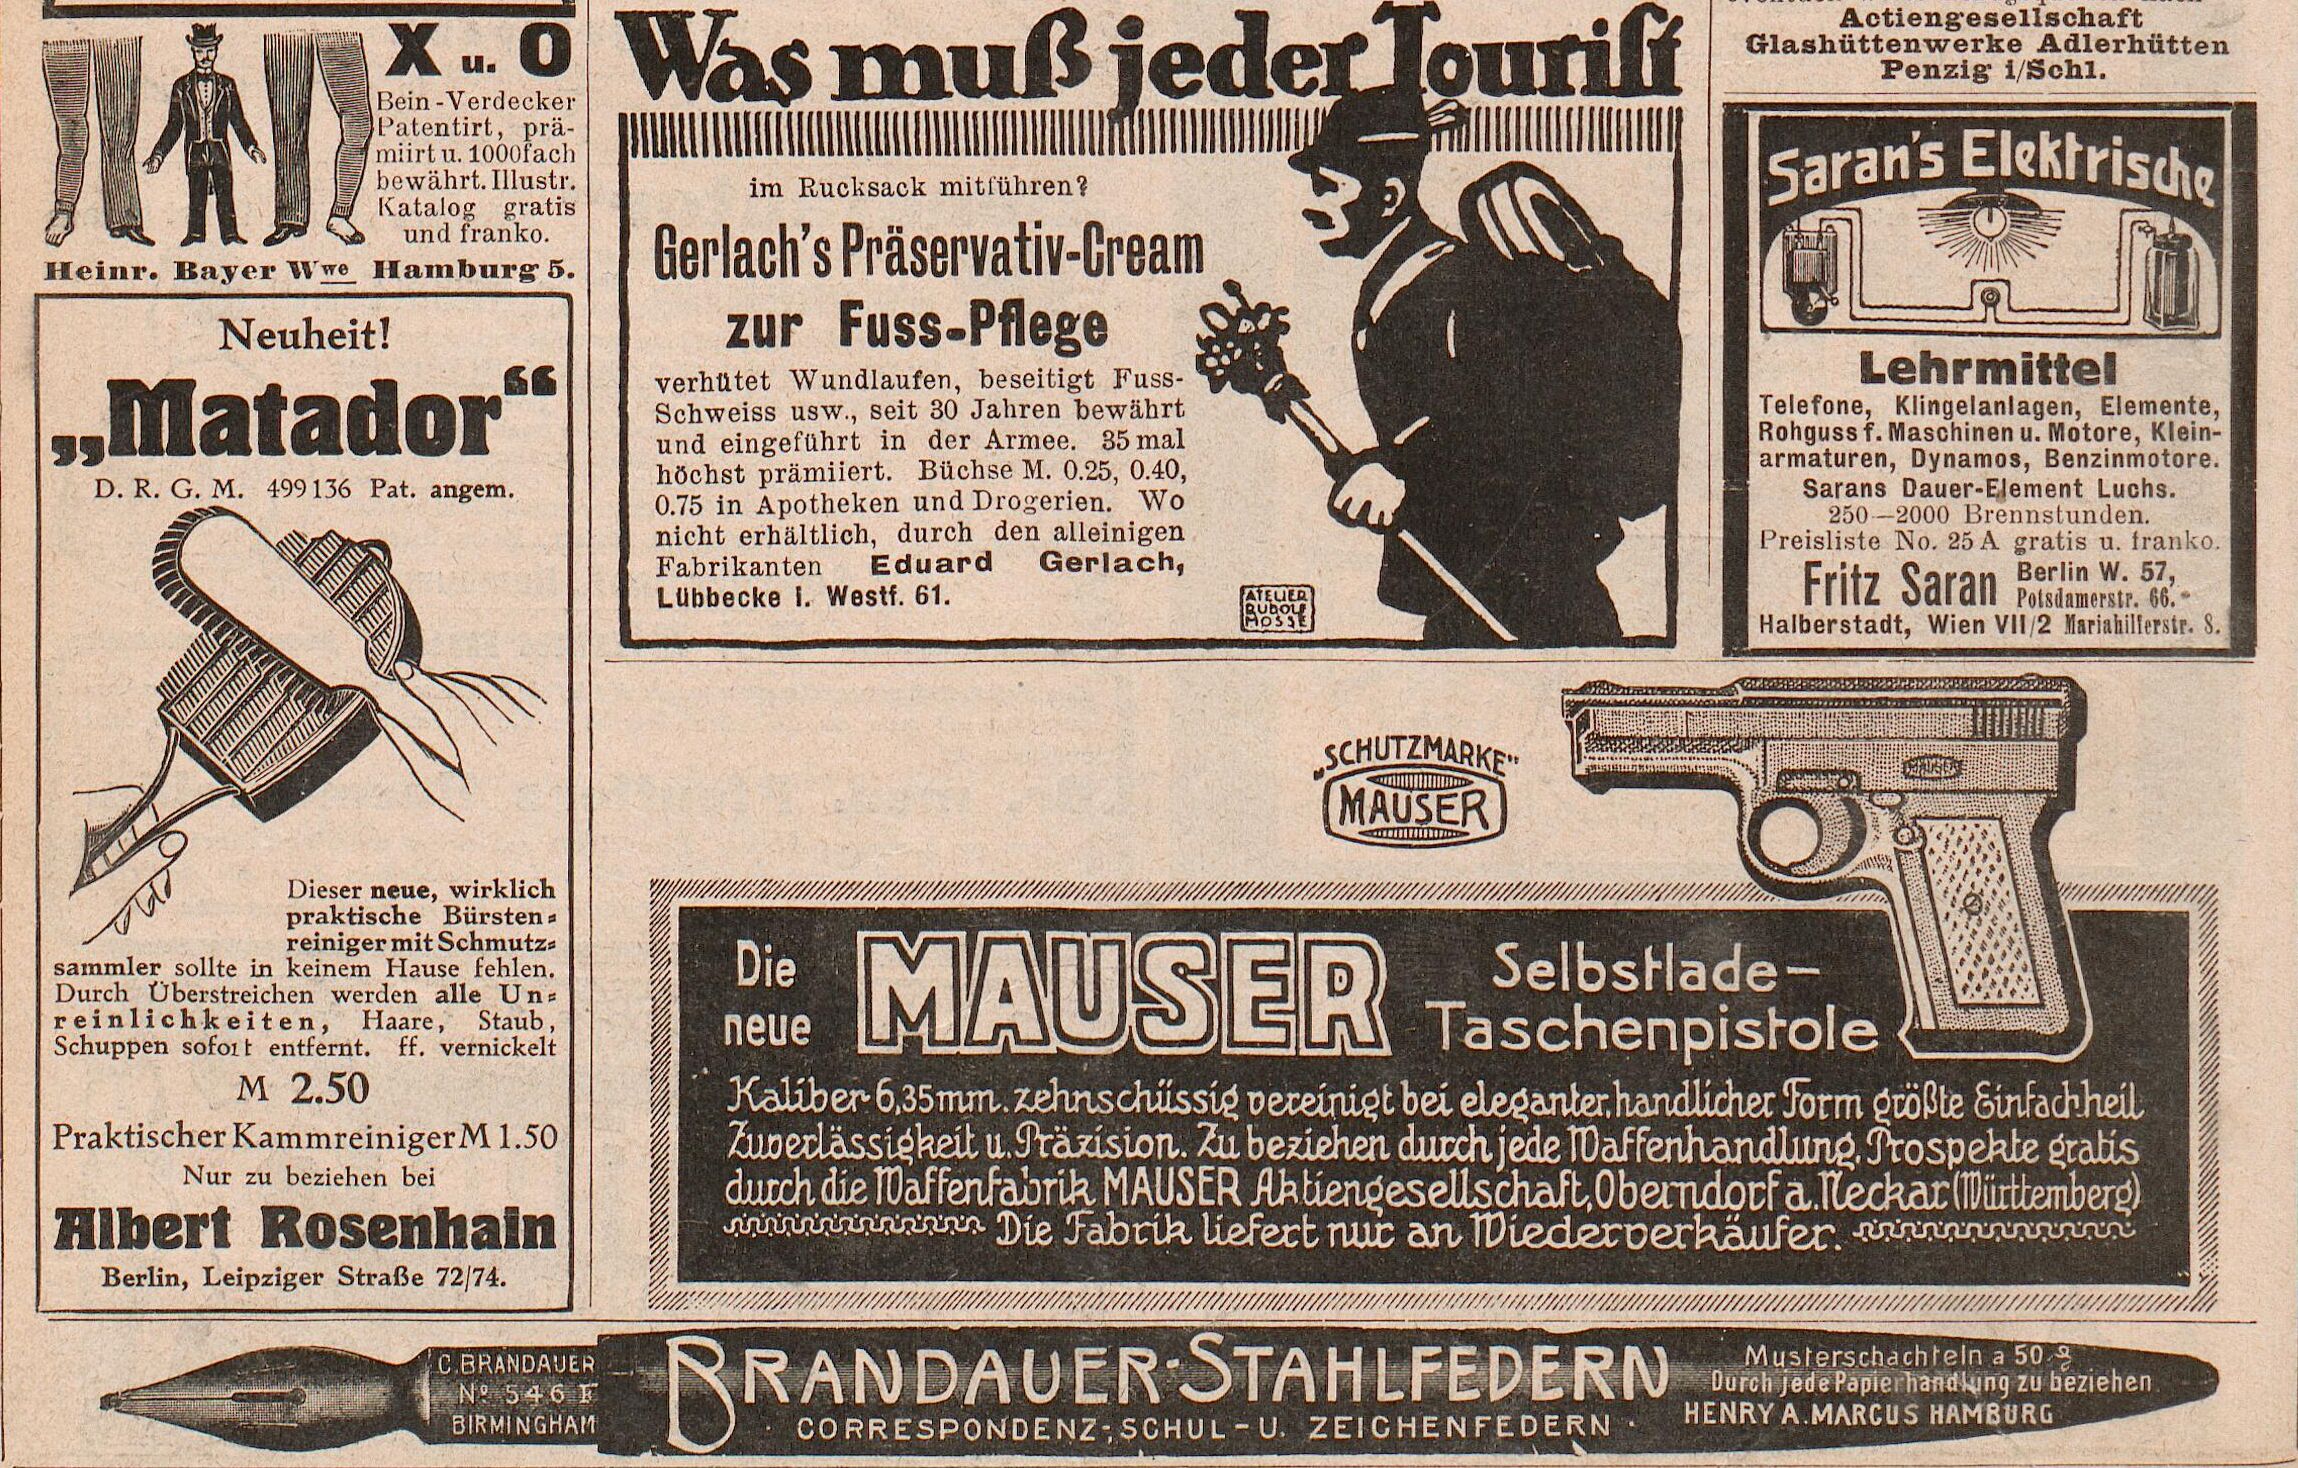 X u. O
Bein-Verdecker
Patentirt, prä-
miirt u. 1000fach
bewährt. Illustr.
Katalog gratis
und franko.
Heinr. Bayer Wwe Hamburg 5.
Neuheit!
„Matador“
D. R. G. M. 499136 Pat. angem.
Dieser neue, wirklich
praktische Bürsten-
reiniger mit Schmutz-
sammler sollte in keinem Hause fehlen.
Durch Überstreichen werden alle Un-
reinlichkeiten, Haare, Staub,
Schuppen sofort entfernt. ff. vernickelt
M 2.50
Praktischer Kammreiniger M 1.50
Nur zu beziehen bei
Albert Rosenhain
Berlin, Leipziger Straße 72/74.
Was muß jeder Tourist
im Rucksack mitführen?
Gerlach's Präservativ-Cream
zur Fuss-Pflege
verhütet Wundlaufen, beseitigt Fuss-
Schweiss usw., seit 30 Jahren bewährt
und eingeführt in der Armee. 35 mal
höchst prämiiert. Büchse M. 0.25, 0.40,
0.75 in Apotheken und Drogerien. Wo
nicht erhältlich, durch den alleinigen
Fabrikanten Eduard Gerlach,
Lübbecke i. Westf. 61.
ATELIER
RUDOLF
MOSSE
Actiengesellschaft
Glashüttenwerke Adlerhütten
Penzig i/Schl.
Saran's Elektrische
Lehrmittel
Telefone, Klingelanlagen, Elemente,
Rohguss f. Maschinen u. Motore, Klein-
armaturen, Dynamos, Benzinmotore.
Sarans Dauer-Element Luchs.
250—2000 Brennstunden.
Preisliste No. 25 A gratis u. franko.
Fritz Saran Berlin W. 57,
Potsdamerstr. 66.
Halberstadt, Wien VII/2 Mariahilferstr. 8.
„SCHUTZMARKE“
MAUSER
MAUSER
Die neue MAUSER Selbstlade-
Taschenpistole
Kaliber 6,35mm. zehnschüssig vereinigt bei eleganter, handlicher Form größte Einfachheit
Zuverlässigkeit u. Präzision. Zu beziehen durch jede Waffenhandlung. Prospekte gratis
durch die Waffenfabrik MAUSER Aktiengesellschaft, Oberndorf a. Neckar (Württemberg)
Die Fabrik liefert nur an Wiederverkäufer.
C. BRANDAUER
No 546 F
BIRMINGHAM
BRANDAUER-STAHLFEDERN
CORRESPONDENZ-, SCHUL- U. ZEICHENFEDERN
Musterschachteln a 50 ₰
Durch jede Papierhandlung zu beziehen
HENRY A. MARCUS HAMBURG